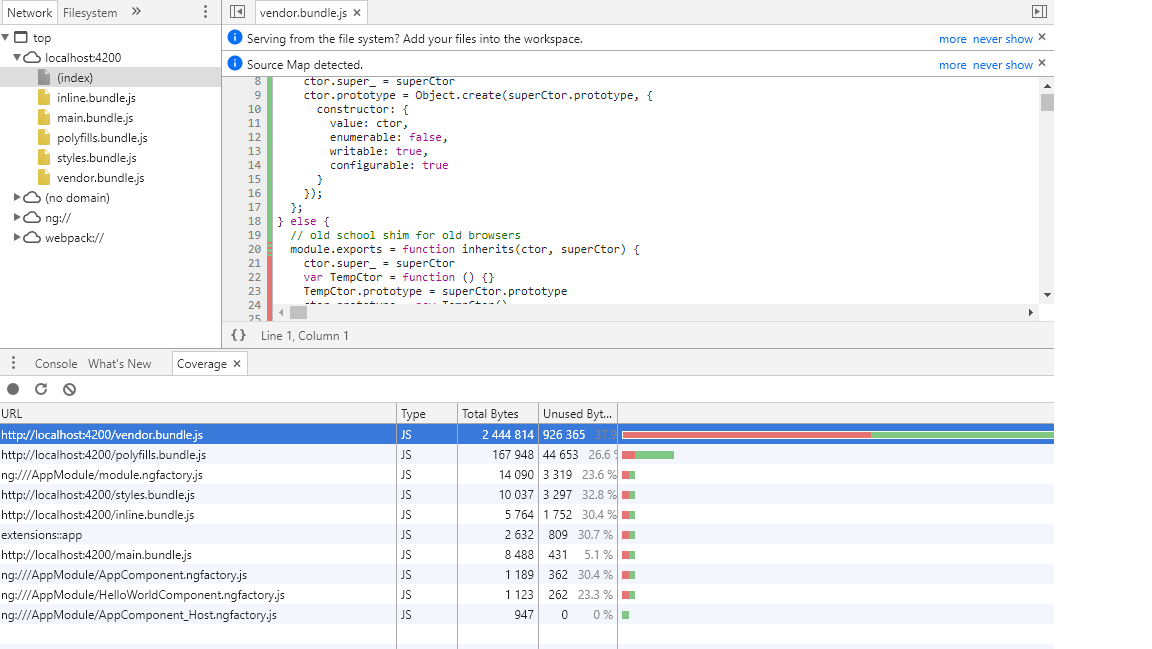 Network Filesystem »
vendor.bundle.js ×
top
localhost:4200
(index)
inline.bundle.js
main.bundle.js
polyfills.bundle.js
styles.bundle.js
vendor.bundle.js
(no domain)
ng://
webpack://
Serving from the file system? Add your files into the workspace. more never show ×
Source Map detected. more never show ×
8 ctor.super_ = superCtor
9 ctor.prototype = Object.create(superCtor.prototype, {
10 constructor: {
11 value: ctor,
12 enumerable: false,
13 writable: true,
14 configurable: true
15 }
16 });
17 };
18 } else {
19 // old school shim for old browsers
20 module.exports = function inherits(ctor, superCtor) {
21 ctor.super_ = superCtor
22 var TempCtor = function () {}
23 TempCtor.prototype = superCtor.prototype
24 ctor.prototype = new TempCtor()
25
{} Line 1, Column 1
Console What's New Coverage ×
URL Type Total Bytes Unused Byt...
http://localhost:4200/vendor.bundle.js JS 2 444 814 926 365 37.9
http://localhost:4200/polyfills.bundle.js JS 167 948 44 653 26.6 %
ng:///AppModule/module.ngfactory.js JS 14 090 3 319 23.6 %
http://localhost:4200/styles.bundle.js JS 10 037 3 297 32.8 %
http://localhost:4200/inline.bundle.js JS 5 764 1 752 30.4 %
extensions::app JS 2 632 809 30.7 %
http://localhost:4200/main.bundle.js JS 8 488 431 5.1 %
ng:///AppModule/AppComponent.ngfactory.js JS 1 189 362 30.4 %
ng:///AppModule/HelloWorldComponent.ngfactory.js JS 1 123 262 23.3 %
ng:///AppModule/AppComponent_Host.ngfactory.js JS 947 0 0 %